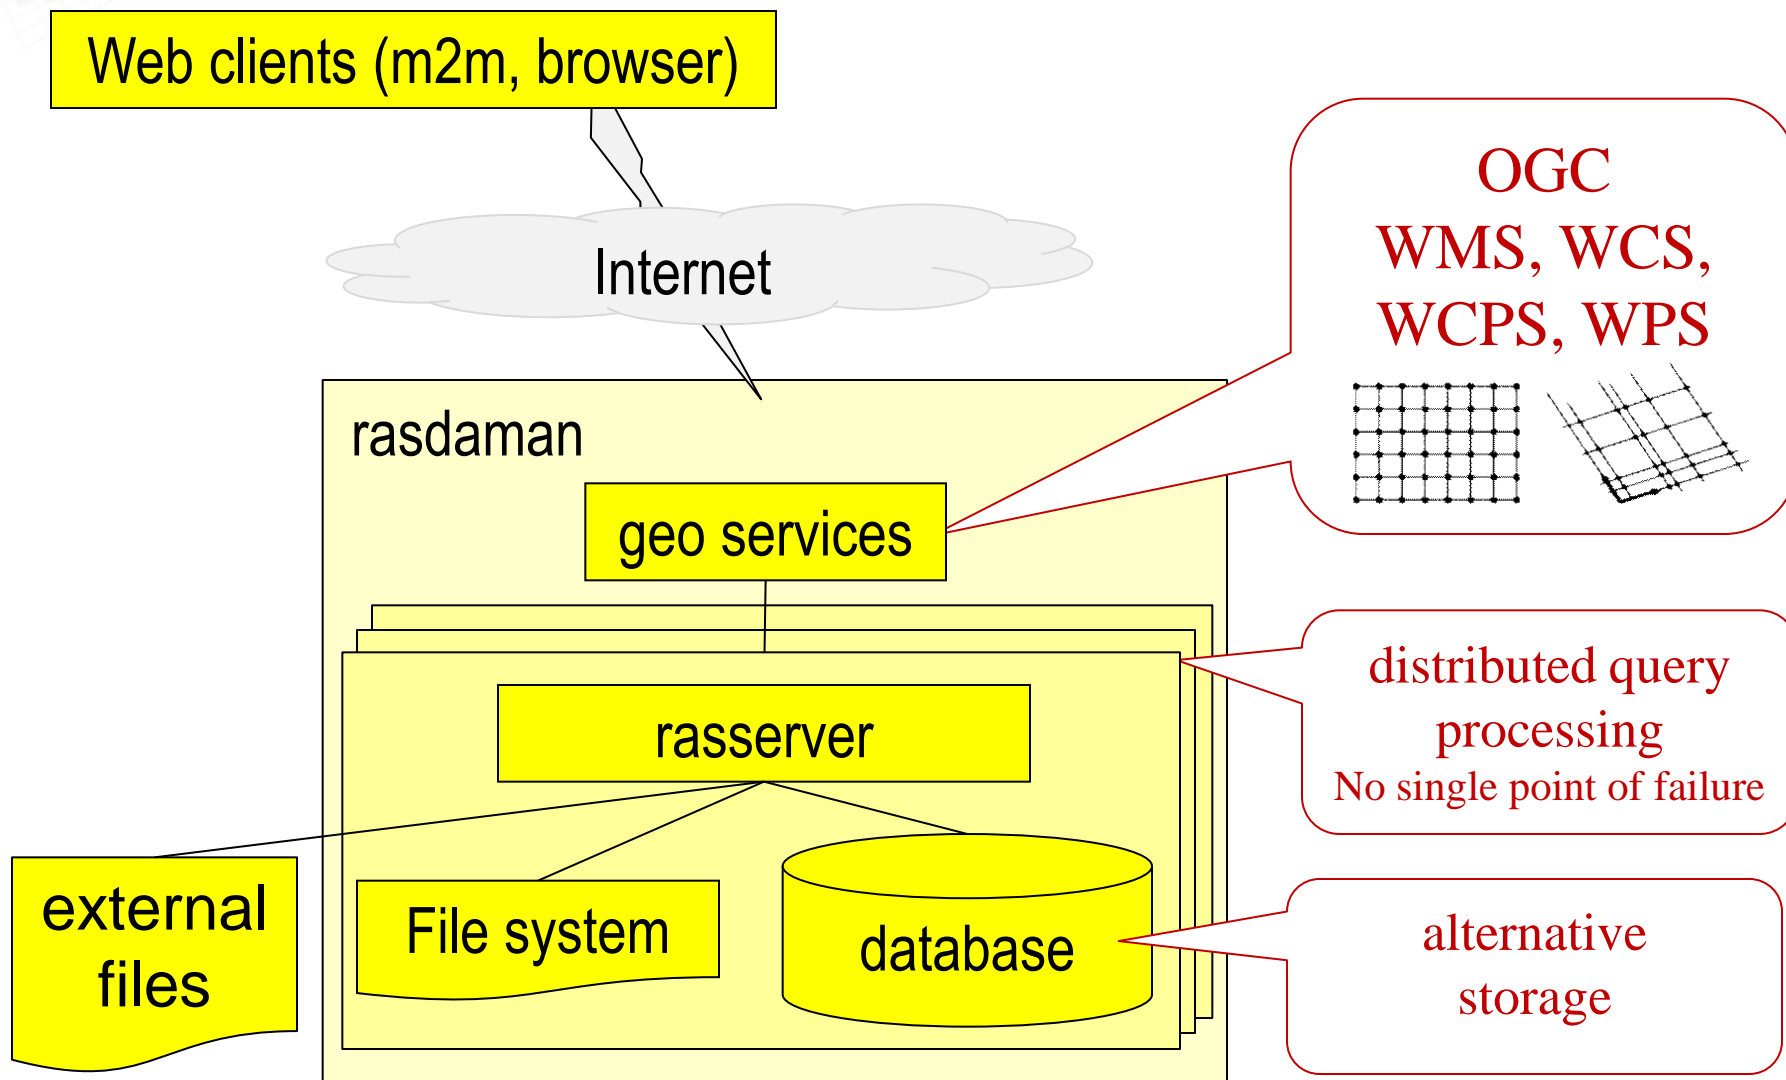 Web clients (m2m, browser)
Internet
OGC
WMS, WCS,
WCPS, WPS
rasdaman
geo services
rasserver
distributed query
processing
No single point of failure
external
files
File system
database
alternative
storage